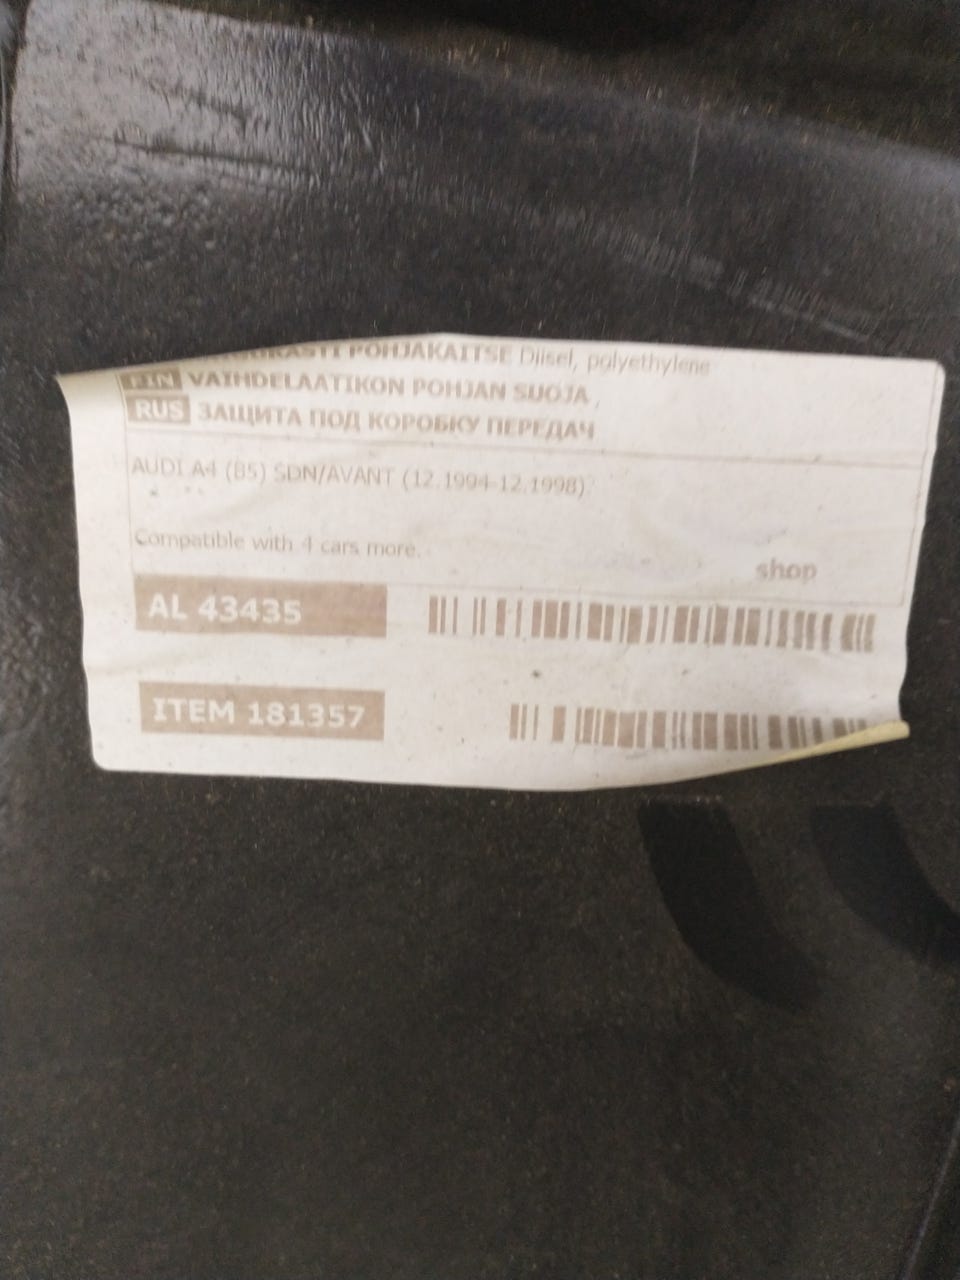 POHJAKAITSE Diisel, polyethylene
FIN VAIHDELAATIKON POHJAN SUOJA,
RUS ЗАЩИТА ПОД КОРОБКУ ПЕРЕДАЧ
AUDI A4 (B5) SDN/AVANT (12.1994-12.1998)
Compatible with 4 cars more.
shop
AL 43435
ITEM 181357